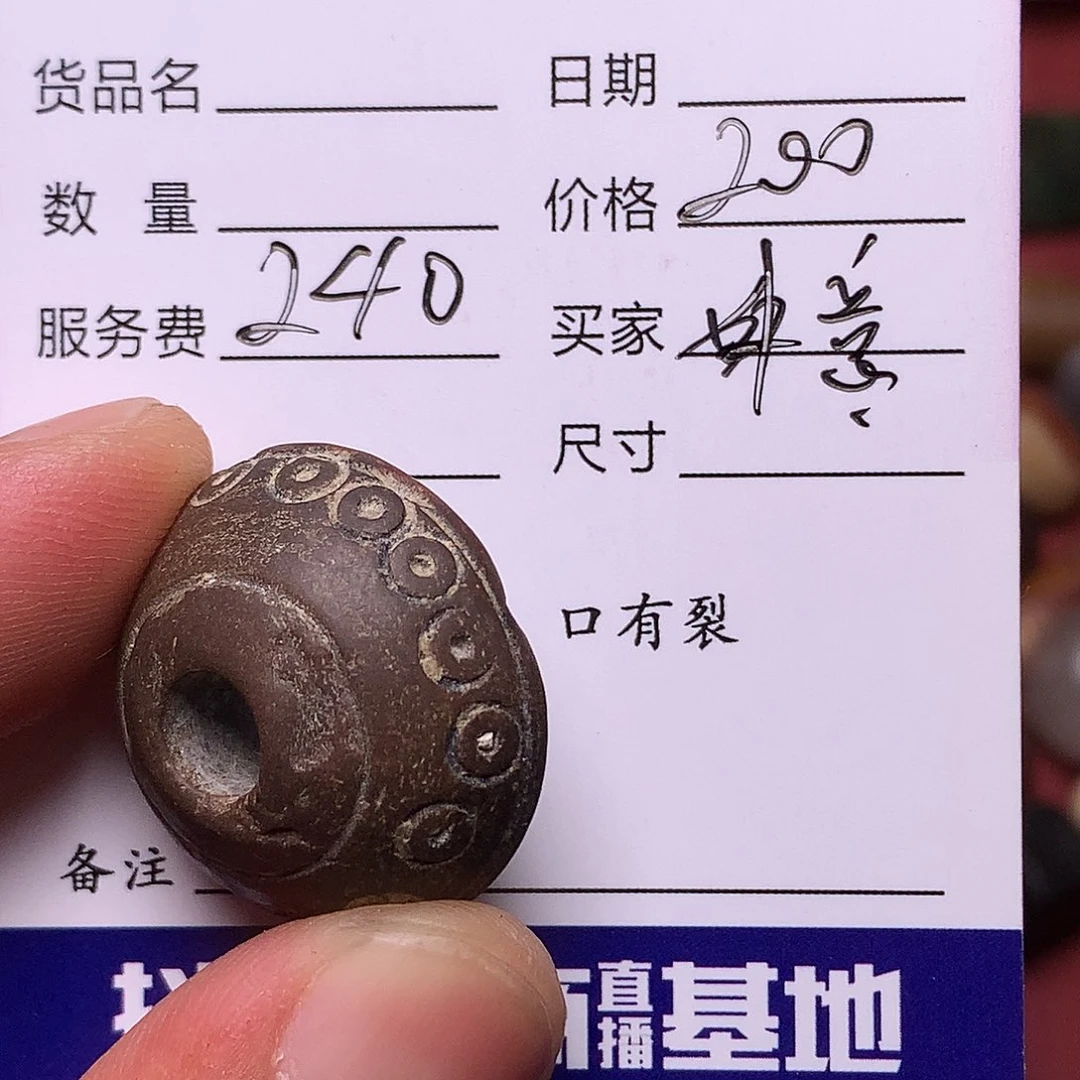 货品名 日期
数量 价格 200
服务费 240 买家
尺寸
口有裂
备注
直播基地